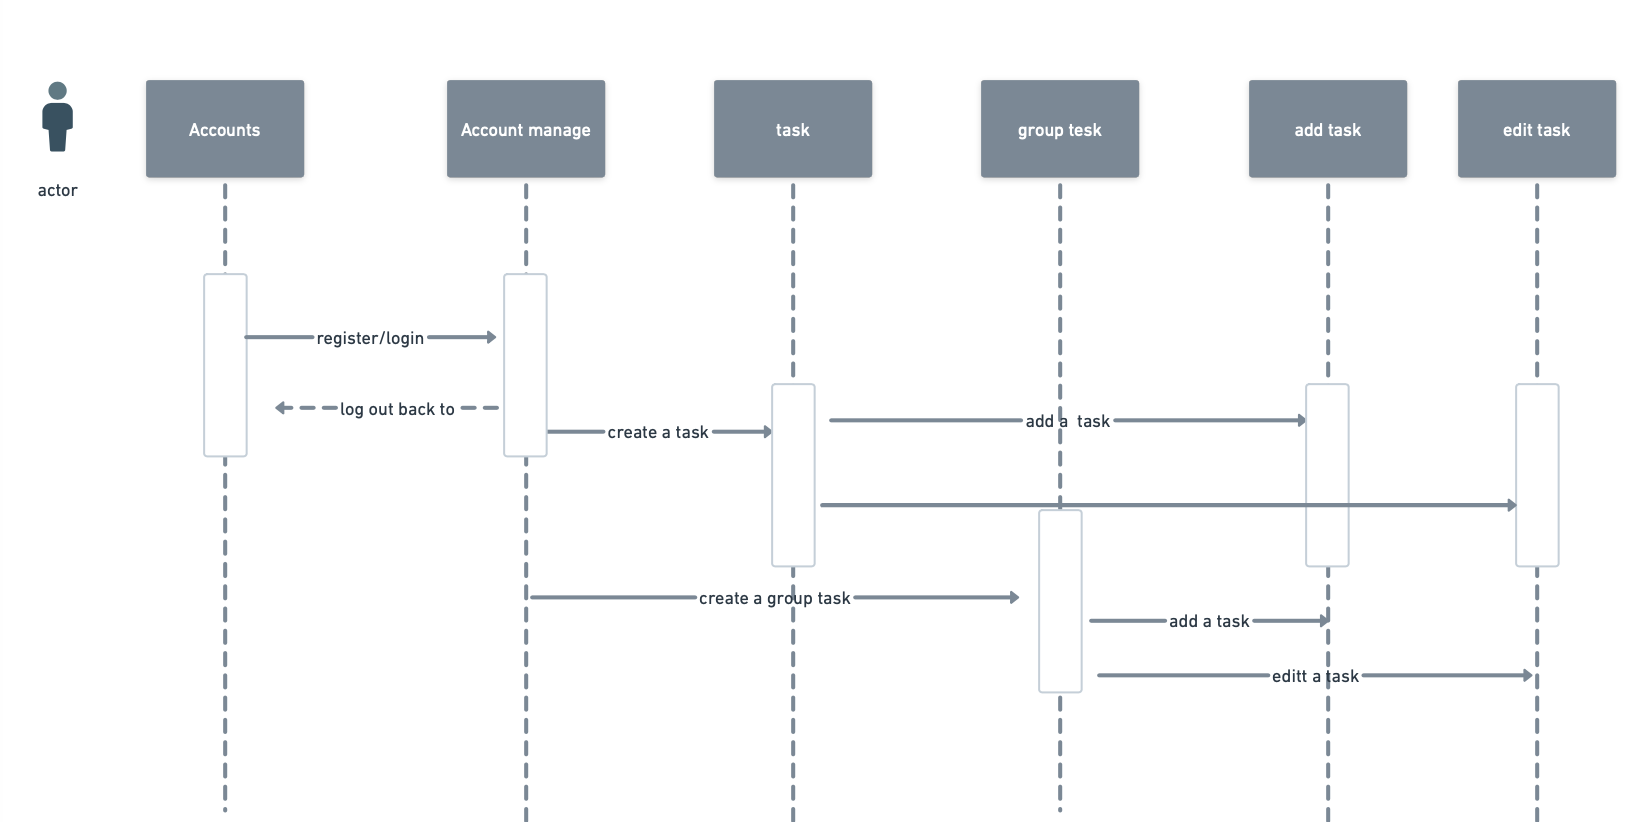 Accounts
Account manage
task
group tesk
add task
edit task
actor
register/login
log out back to
add a  task
create a task
create a group task
add a task
editt a task